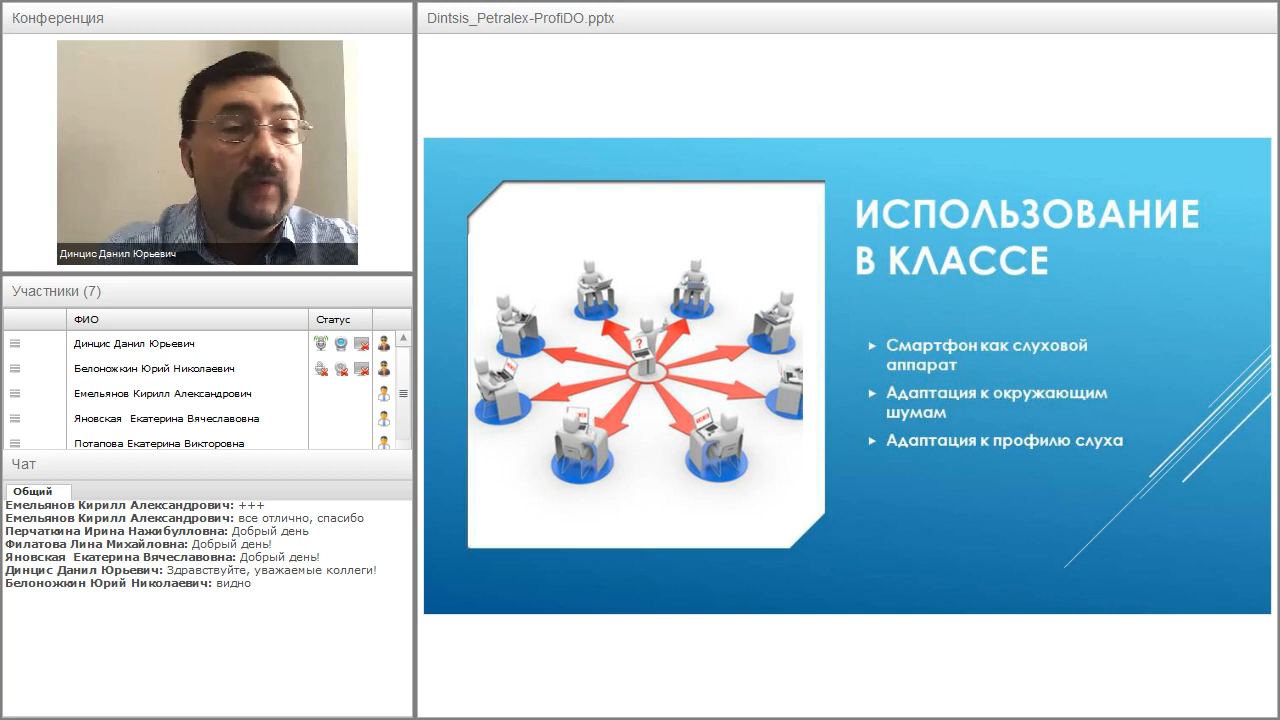 Конференция
Динцис Данил Юрьевич
Участники (7)
ФИО Статус
Динцис Данил Юрьевич
Белоножкин Юрий Николаевич
Емельянов Кирилл Александрович
Яновская Екатерина Вячеславовна
Потапова Екатерина Викторовна
Чат
Общий
Емельянов Кирилл Александрович: +++
Емельянов Кирилл Александрович: все отлично, спасибо
Перчаткина Ирина Нажибулловна: Добрый день
Филатова Лина Михайловна: Добрый день!
Яновская Екатерина Вячеславовна: Добрый день!
Динцис Данил Юрьевич: Здравствуйте, уважаемые коллеги!
Белоножкин Юрий Николаевич: видно
Dintsis_Petralex-ProfiDO.pptx
ИСПОЛЬЗОВАНИЕ
В КЛАССЕ
Смартфон как слуховой
аппарат
Адаптация к окружающим
шумам
Адаптация к профилю слуха
?